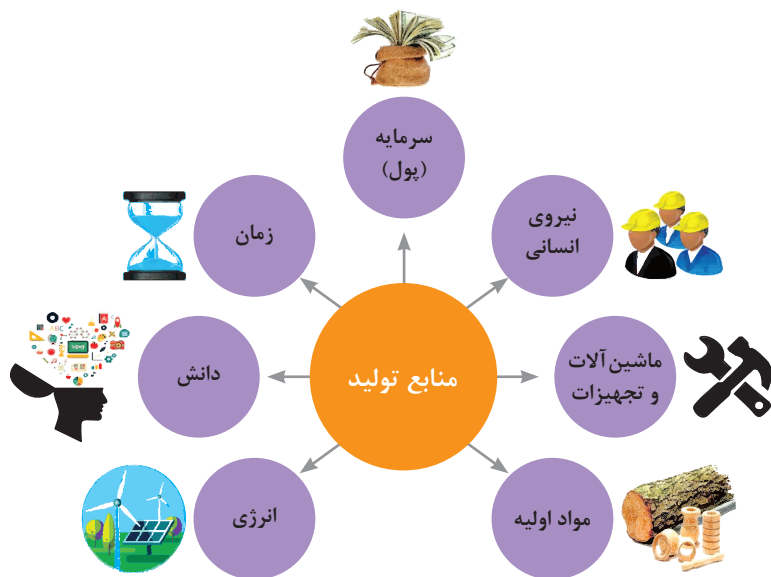 سرمایه
(پول)
نیروی
انسانی
زمان
ماشین آلات
و تجهیزات
منابع تولید
دانش
مواد اولیه
انرژی